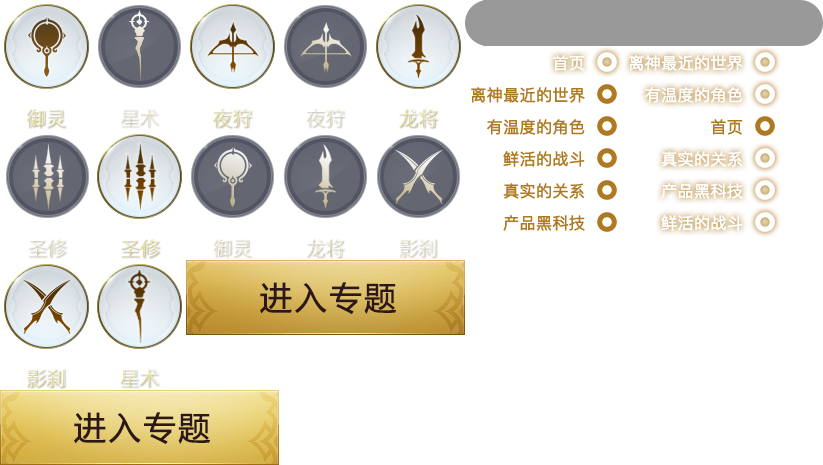 御灵 星术 夜狩 夜狩 龙将
圣修 圣修 御灵 龙将 影刹
影刹 星术
进入专题
进入专题
首页 离神最近的世界
离神最近的世界 有温度的角色
有温度的角色 首页
鲜活的战斗 真实的关系
真实的关系 产品黑科技
产品黑科技 鲜活的战斗